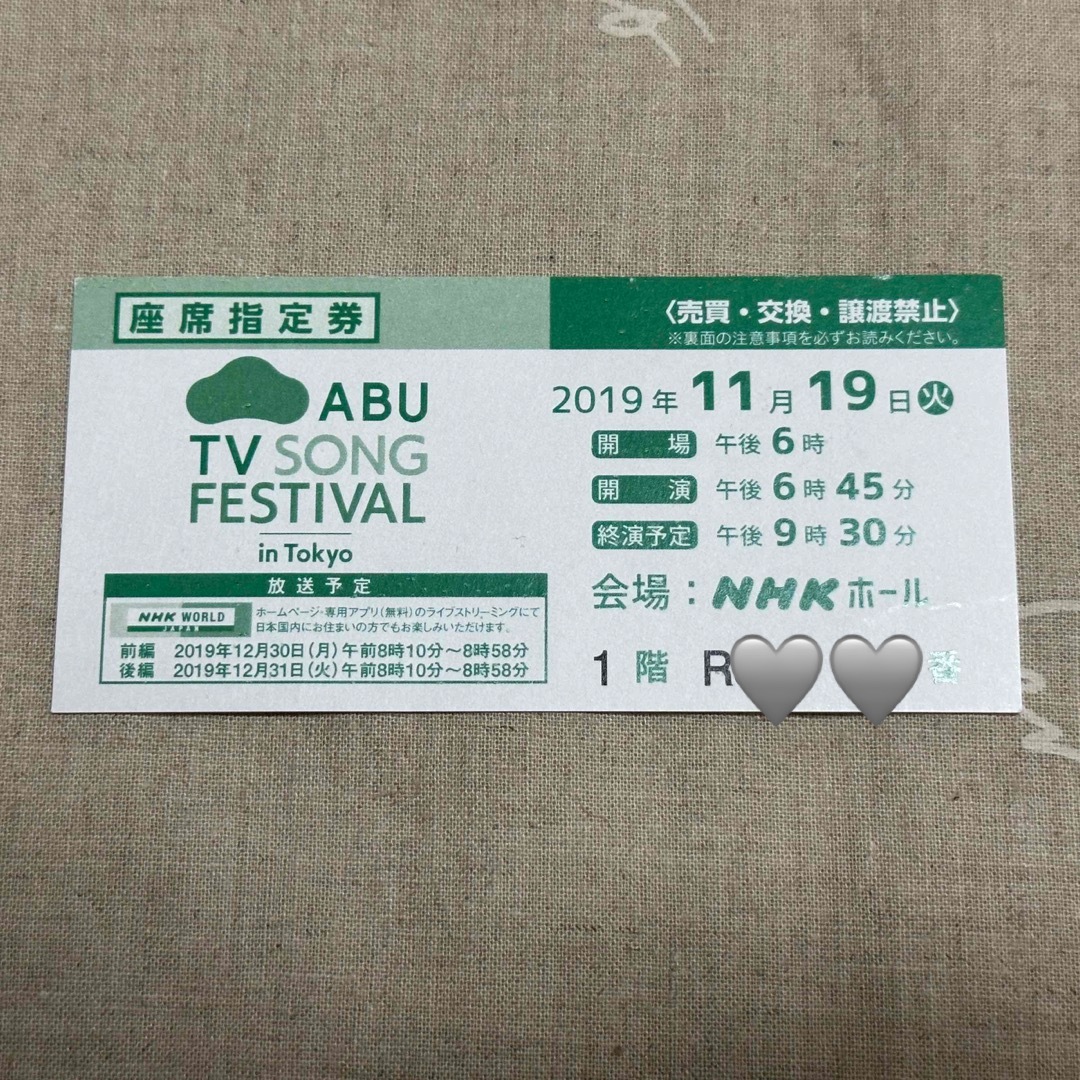 座席指定券
〈売買・交換・譲渡禁止〉
※裏面の注意事項を必ずお読みください。
ABU
TV SONG
FESTIVAL
in Tokyo
2019年11月19日㊋
開場 午後6時
開演 午後6時45分
終演予定 午後9時30分
会場：NHKホール
1階 R
番
放送予定
NHK WORLD
JAPAN
ホームページ・専用アプリ(無料)のライブストリーミングにて
日本国内にお住まいの方でもお楽しみいただけます。
前編 2019年12月30日(月)午前8時10分～8時58分
後編 2019年12月31日(火)午前8時10分～8時58分